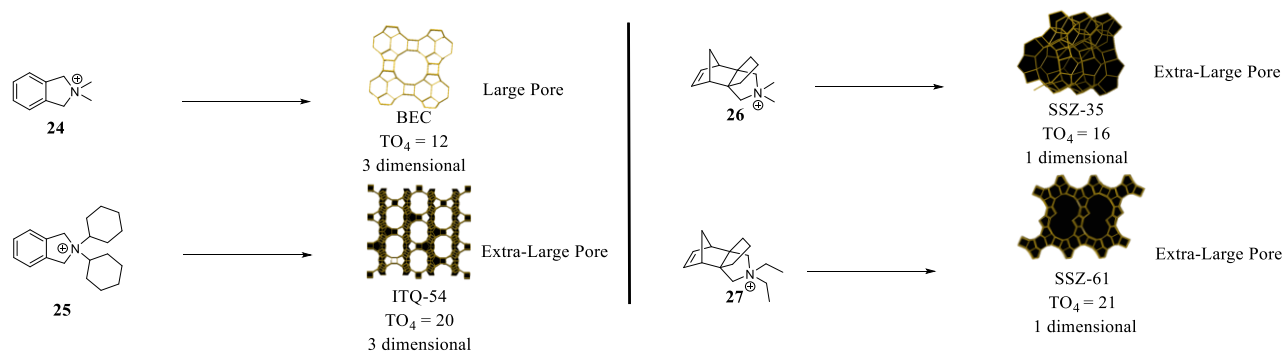 N
⊕
24
BEC
TO4 = 12
3 dimensional
Large Pore
N
⊕
25
ITQ-54
TO4 = 20
3 dimensional
Extra-Large Pore
N
⊕
26
SSZ-35
TO4 = 16
1 dimensional
Extra-Large Pore
N
⊕
27
SSZ-61
TO4 = 21
1 dimensional
Extra-Large Pore